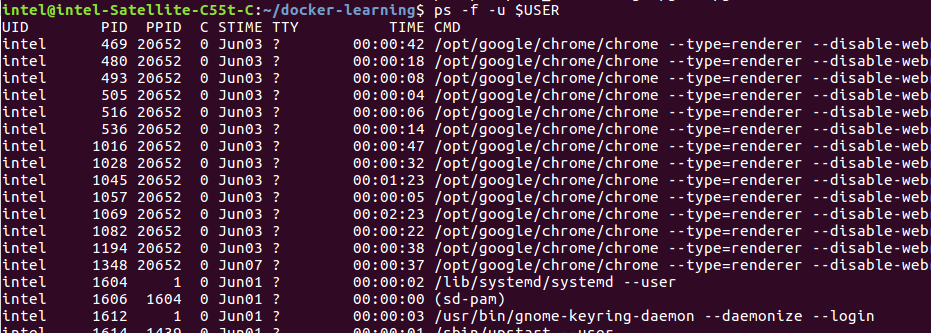 intel@intel-Satellite-C55t-C:~/docker-learning$ ps -f -u $USER
UID PID PPID C STIME TTY TIME CMD
intel 469 20652 0 Jun03 ? 00:00:42 /opt/google/chrome/chrome --type=renderer --disable-web
intel 480 20652 0 Jun03 ? 00:00:18 /opt/google/chrome/chrome --type=renderer --disable-web
intel 493 20652 0 Jun03 ? 00:00:08 /opt/google/chrome/chrome --type=renderer --disable-web
intel 505 20652 0 Jun03 ? 00:00:04 /opt/google/chrome/chrome --type=renderer --disable-web
intel 516 20652 0 Jun03 ? 00:00:06 /opt/google/chrome/chrome --type=renderer --disable-web
intel 536 20652 0 Jun03 ? 00:00:14 /opt/google/chrome/chrome --type=renderer --disable-web
intel 1016 20652 0 Jun03 ? 00:00:47 /opt/google/chrome/chrome --type=renderer --disable-web
intel 1028 20652 0 Jun03 ? 00:00:32 /opt/google/chrome/chrome --type=renderer --disable-web
intel 1045 20652 0 Jun03 ? 00:01:23 /opt/google/chrome/chrome --type=renderer --disable-web
intel 1057 20652 0 Jun03 ? 00:00:05 /opt/google/chrome/chrome --type=renderer --disable-web
intel 1069 20652 0 Jun03 ? 00:02:23 /opt/google/chrome/chrome --type=renderer --disable-web
intel 1082 20652 0 Jun03 ? 00:00:22 /opt/google/chrome/chrome --type=renderer --disable-web
intel 1194 20652 0 Jun03 ? 00:00:38 /opt/google/chrome/chrome --type=renderer --disable-web
intel 1348 20652 0 Jun07 ? 00:00:37 /opt/google/chrome/chrome --type=renderer --disable-web
intel 1604 1 0 Jun01 ? 00:00:02 /lib/systemd/systemd --user
intel 1606 1604 0 Jun01 ? 00:00:00 (sd-pam)
intel 1612 1 0 Jun01 ? 00:00:03 /usr/bin/gnome-keyring-daemon --daemonize --login
intel 1614 1439 0 Jun01 ? 00:00:01 /sbin/upstart --user